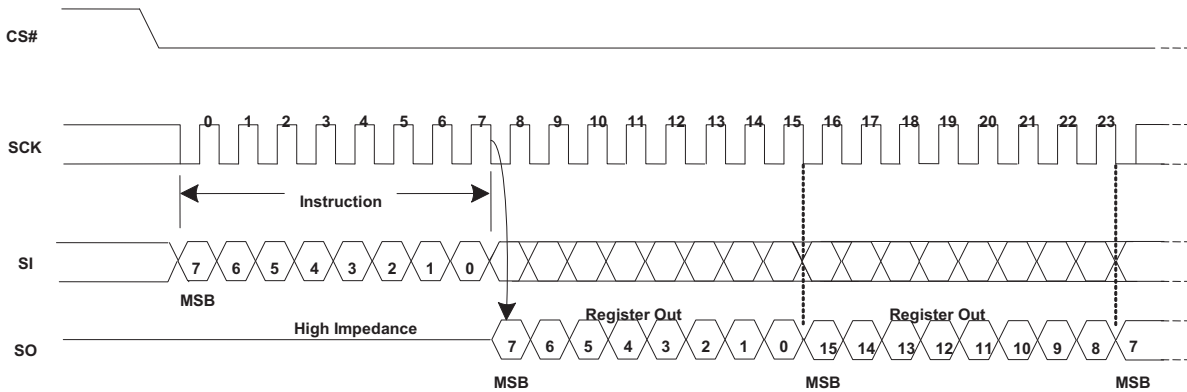 CS#
0 1 2 3 4 5 6 7 8 9 10 11 12 13 14 15 16 17 18 19 20 21 22 23
SCK
Instruction
SI
7 6 5 4 3 2 1 0
MSB
High Impedance
Register Out
Register Out
SO
7 6 5 4 3 2 1 0 15 14 13 12 11 10 9 8 7
MSB
MSB
MSB